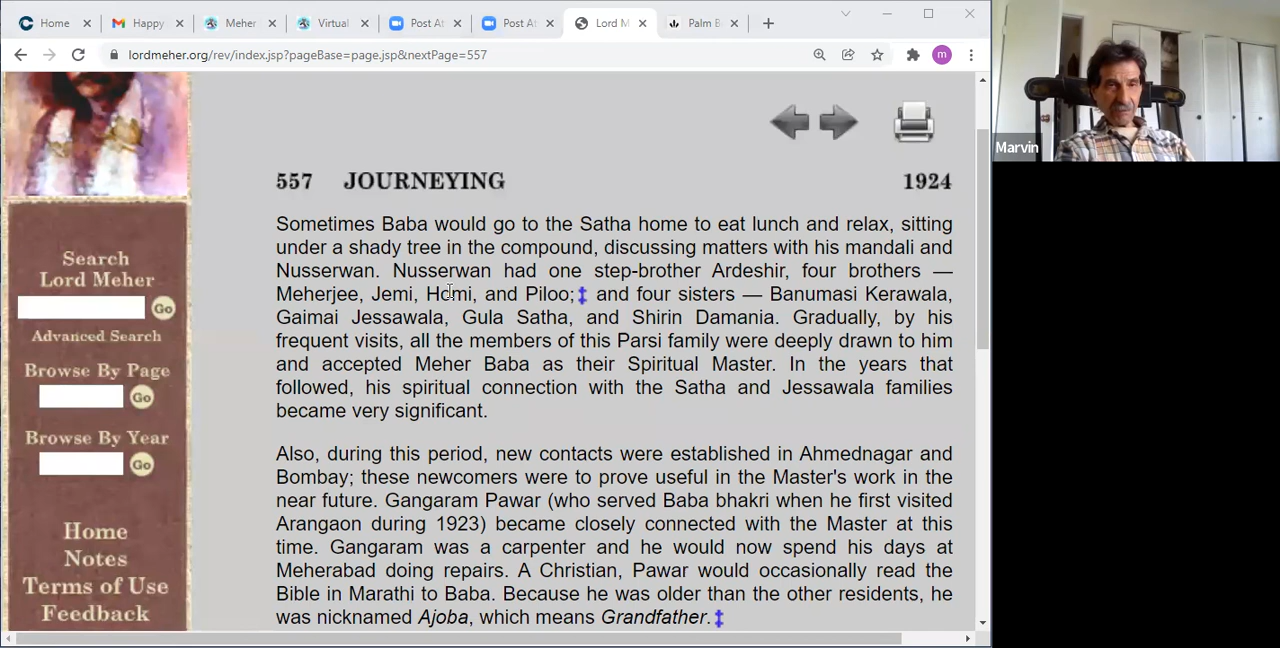 Home
Happy
Meher
Virtual
Post At
Post At
Lord M
Palm B
lordmeher.org/rev/index.jsp?pageBase=page.jsp&nextPage=557
m
Marvin
557 JOURNEYING 1924
Sometimes Baba would go to the Satha home to eat lunch and relax, sitting
under a shady tree in the compound, discussing matters with his mandali and
Nusserwan. Nusserwan had one step-brother Ardeshir, four brothers —
Meherjee, Jemi, Homi, and Piloo;‡ and four sisters — Banumasi Kerawala,
Gaimai Jessawala, Gula Satha, and Shirin Damania. Gradually, by his
frequent visits, all the members of this Parsi family were deeply drawn to him
and accepted Meher Baba as their Spiritual Master. In the years that
followed, his spiritual connection with the Satha and Jessawala families
became very significant.
Also, during this period, new contacts were established in Ahmednagar and
Bombay; these newcomers were to prove useful in the Master's work in the
near future. Gangaram Pawar (who served Baba bhakri when he first visited
Arangaon during 1923) became closely connected with the Master at this
time. Gangaram was a carpenter and he would now spend his days at
Meherabad doing repairs. A Christian, Pawar would occasionally read the
Bible in Marathi to Baba. Because he was older than the other residents, he
was nicknamed Ajoba, which means Grandfather.‡
Search
Lord Meher
Go
Advanced Search
Browse By Page
Go
Browse By Year
Go
Home
Notes
Terms of Use
Feedback